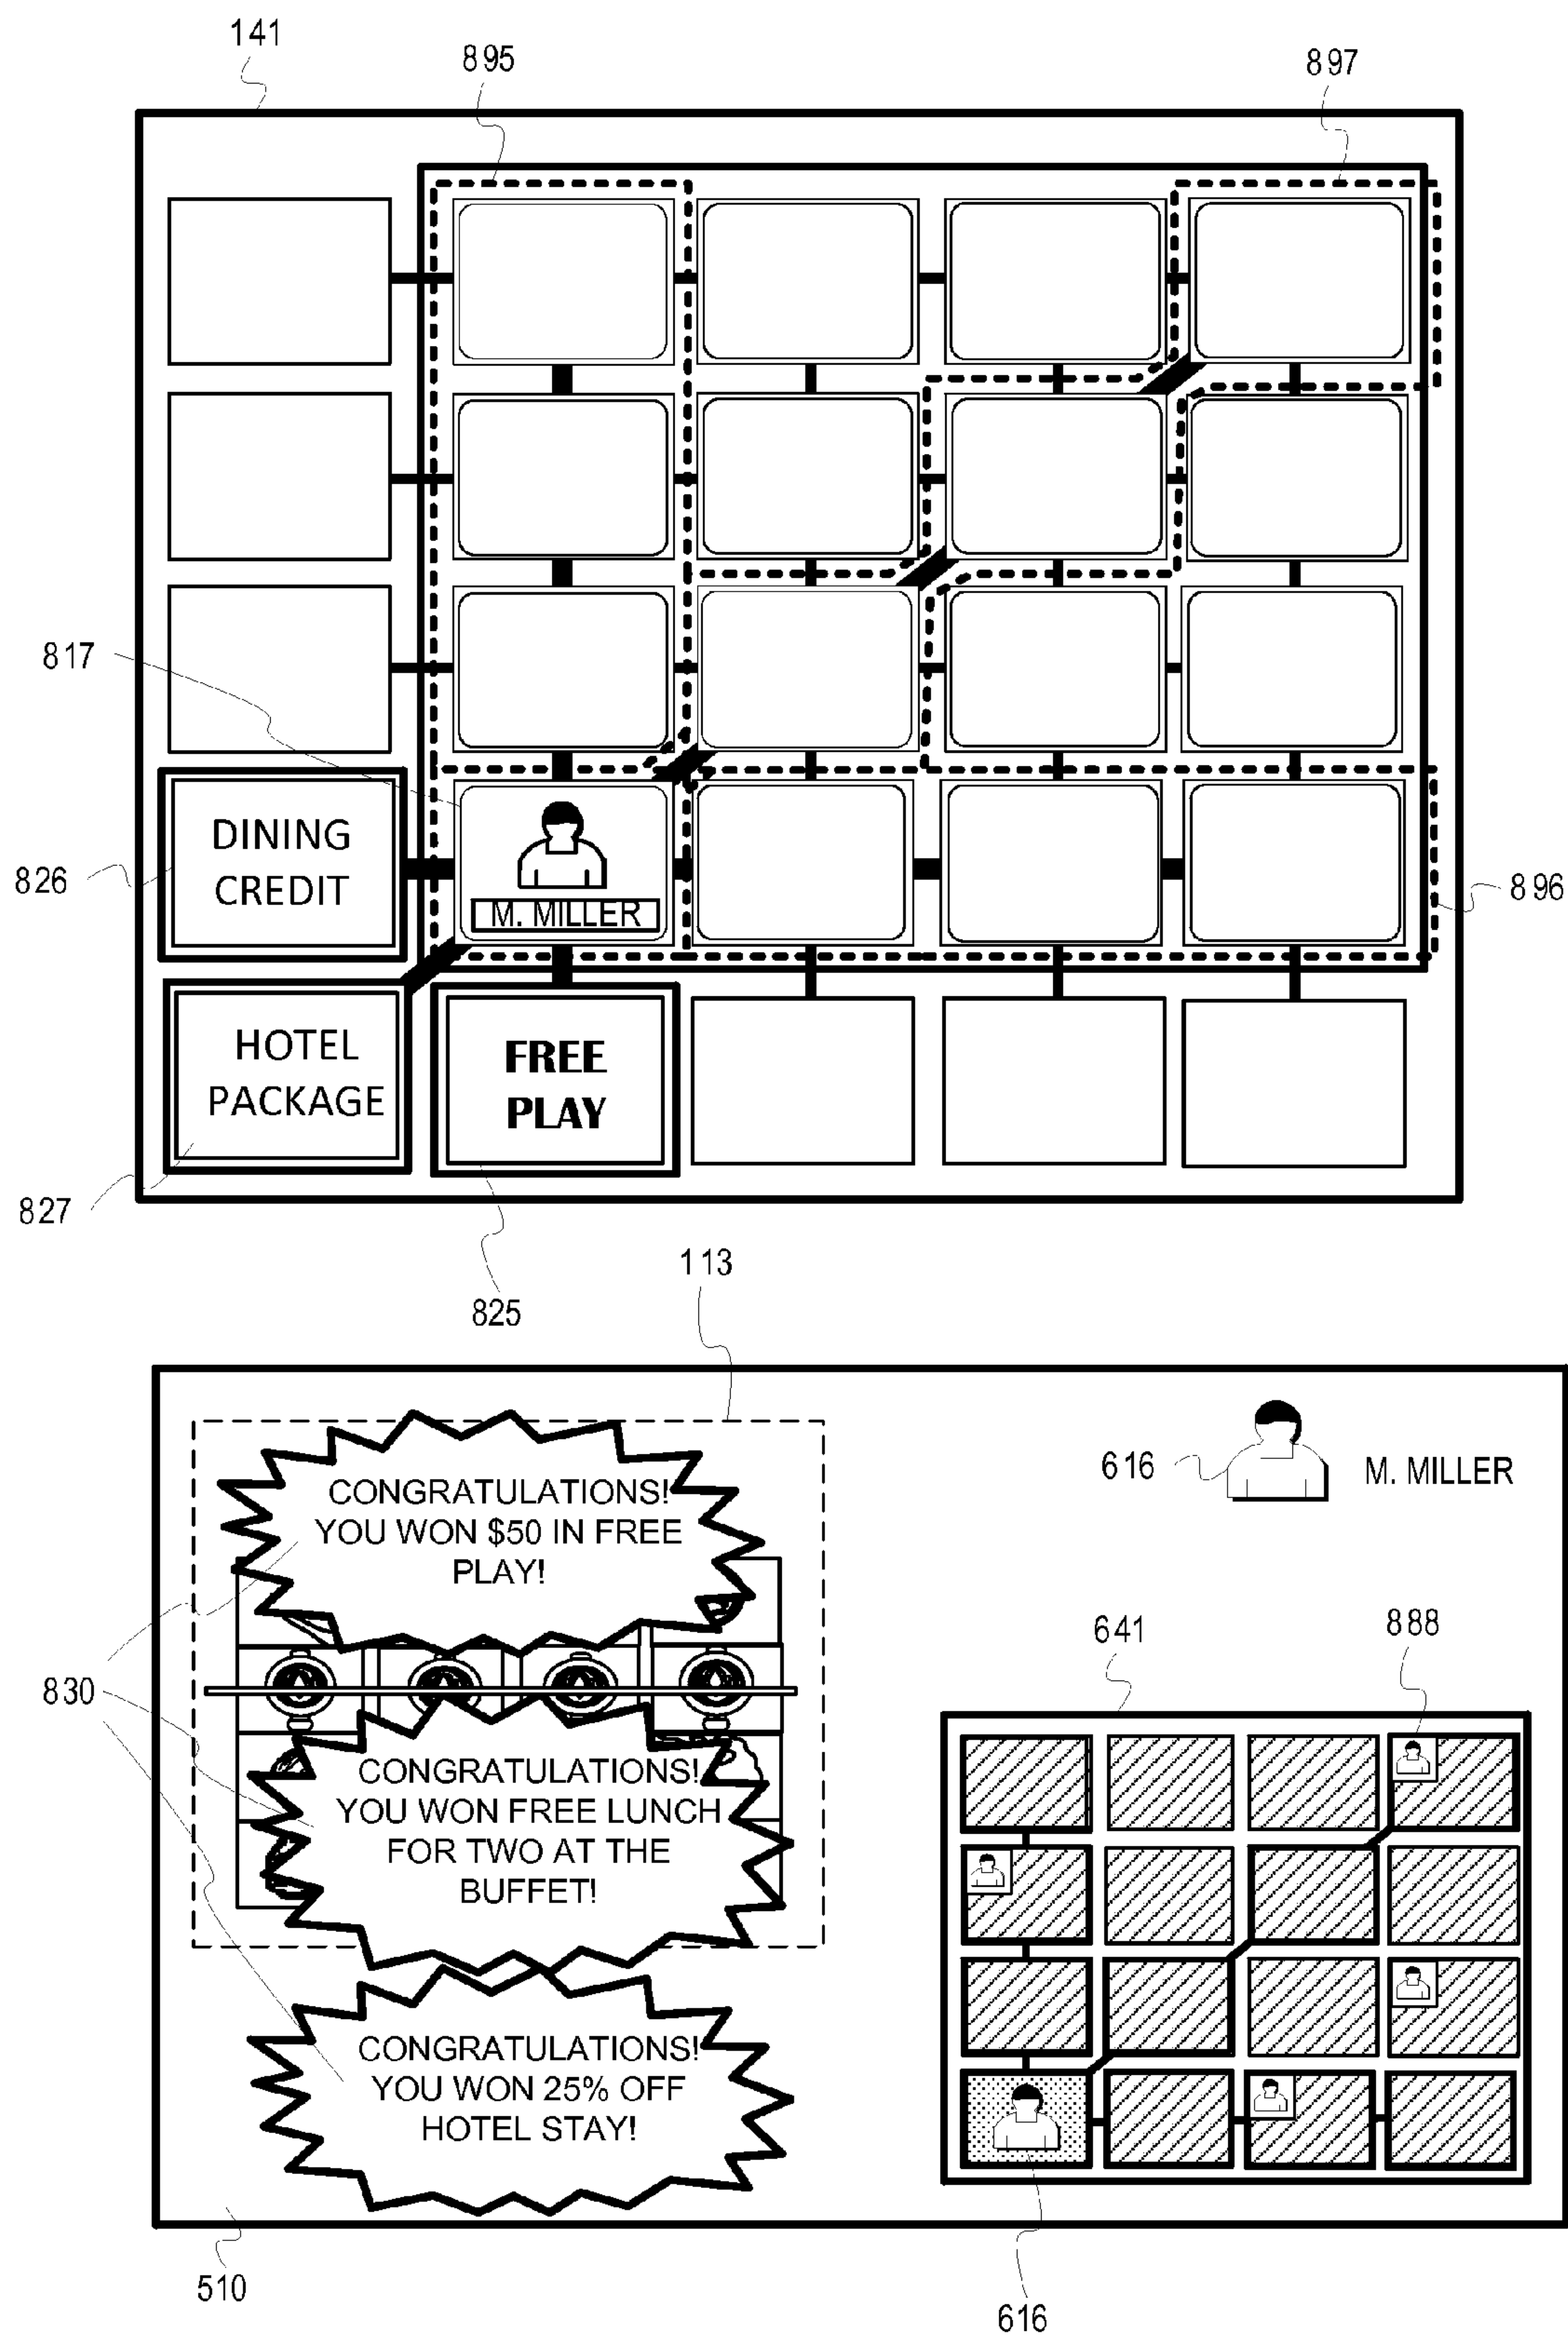 141
895
897
817
DINING
CREDIT
826
M. MILLER
896
HOTEL
PACKAGE
FREE
PLAY
827
825
113
CONGRATULATIONS!
YOU WON $50 IN FREE
PLAY!
616
M. MILLER
830
641
888
CONGRATULATIONS!
YOU WON FREE LUNCH
FOR TWO AT THE
BUFFET!
CONGRATULATIONS!
YOU WON 25% OFF
HOTEL STAY!
510
616